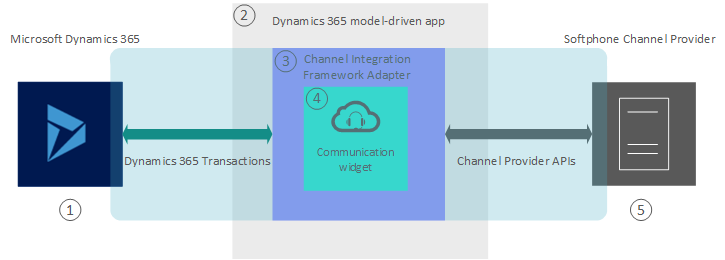 2
Dynamics 365 model-driven app
Microsoft Dynamics 365
Softphone Channel Provider
3
Channel Integration
Framework Adapter
4
Communication
widget
Dynamics 365 Transactions
Channel Provider APIs
1
5